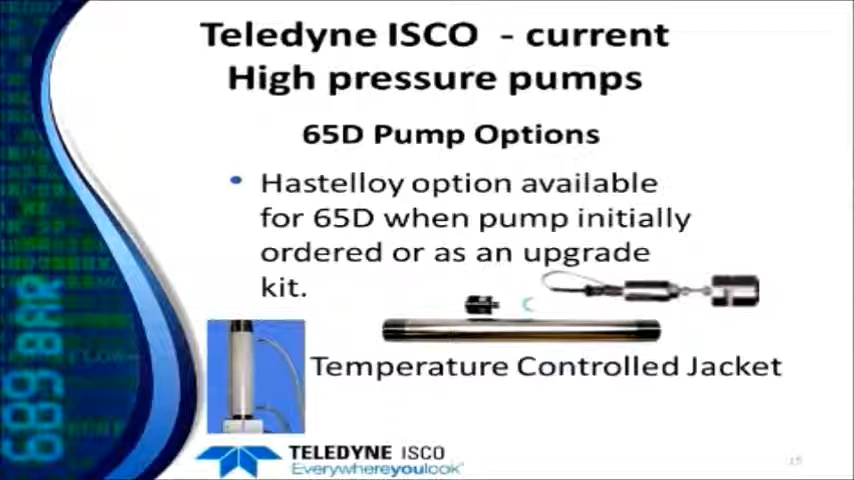 Teledyne ISCO - current
High pressure pumps
65D Pump Options
• Hastelloy option available
for 65D when pump initially
ordered or as an upgrade
kit.
Temperature Controlled Jacket
689 BAR
TELEDYNE ISCO
Everywhereyoulook
15